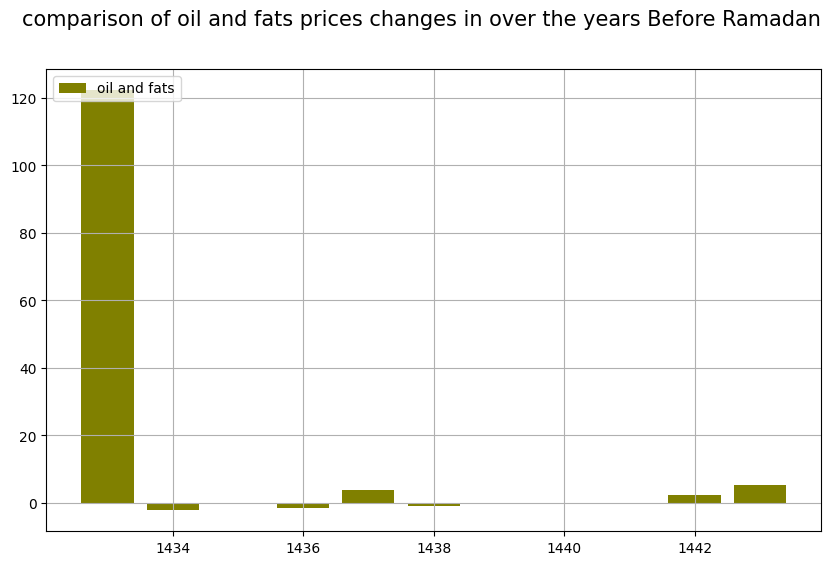 comparison of oil and fats prices changes in over the years Before Ramadan
oil and fats
120
100
80
60
40
20
0
1434 1436 1438 1440 1442